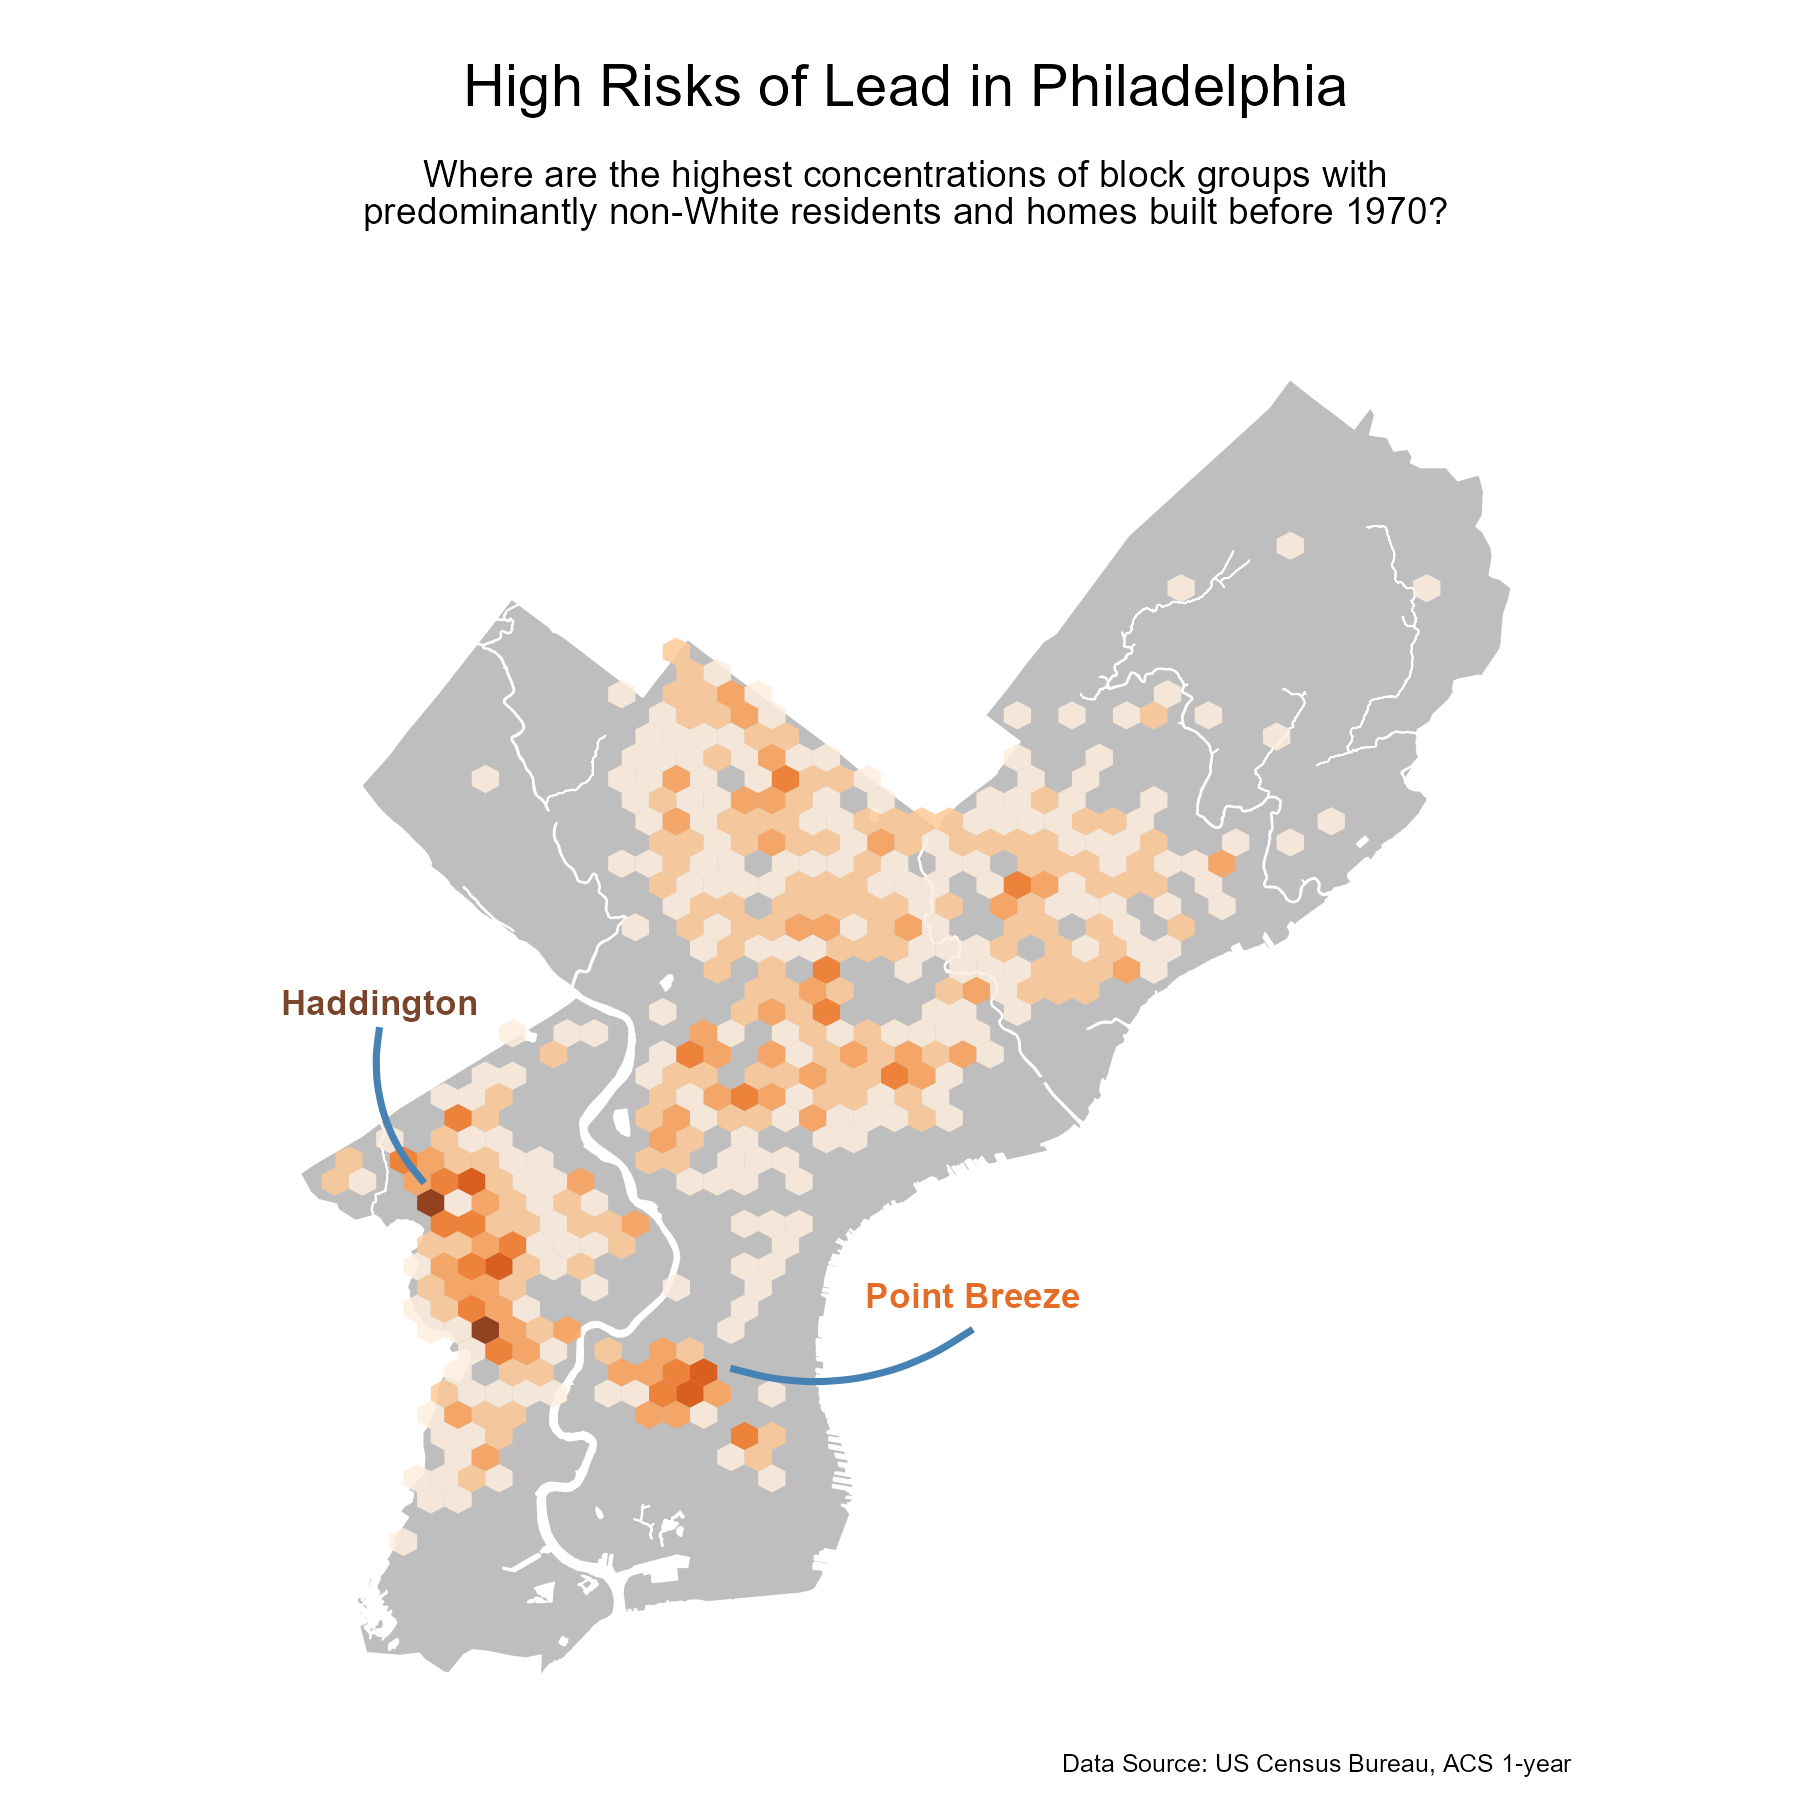 High Risks of Lead in Philadelphia
Where are the highest concentrations of block groups with
predominantly non-White residents and homes built before 1970?
Haddington
Point Breeze
Data Source: US Census Bureau, ACS 1-year